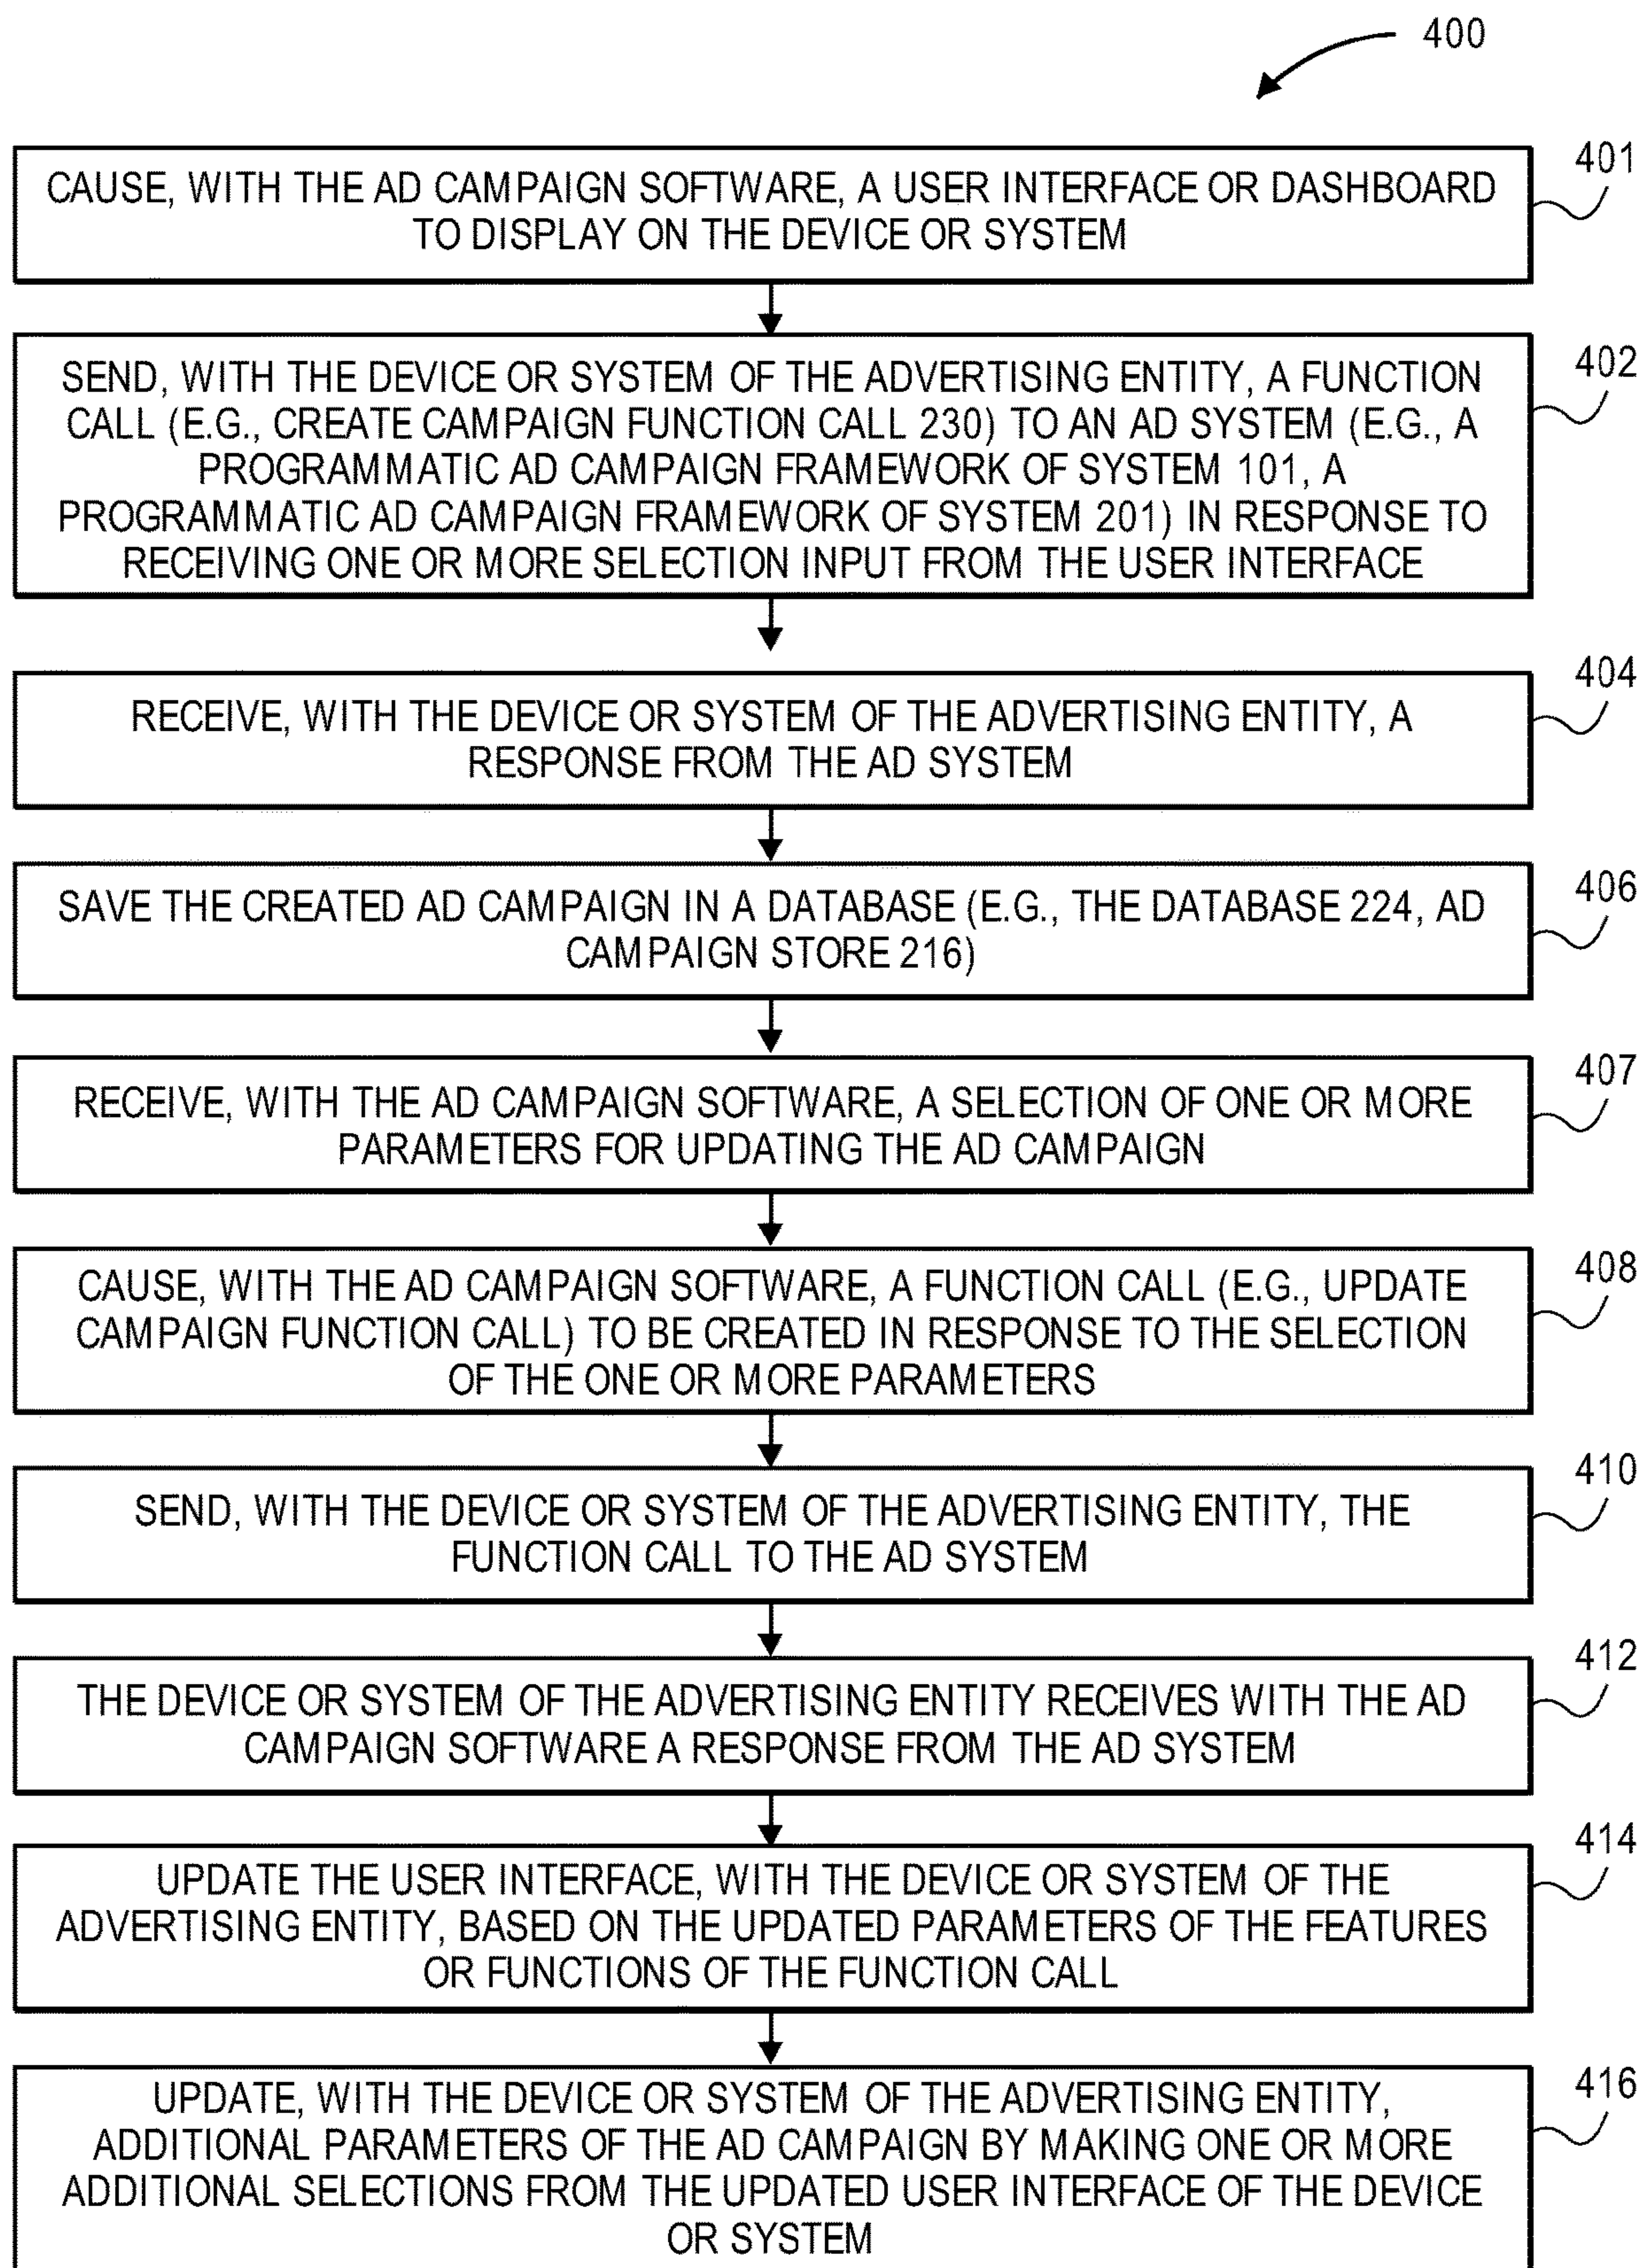 400
401
CAUSE, WITH THE AD CAMPAIGN SOFTWARE, A USER INTERFACE OR DASHBOARD
TO DISPLAY ON THE DEVICE OR SYSTEM
402
SEND, WITH THE DEVICE OR SYSTEM OF THE ADVERTISING ENTITY, A FUNCTION
CALL (E.G., CREATE CAMPAIGN FUNCTION CALL 230) TO AN AD SYSTEM (E.G., A
PROGRAMMATIC AD CAMPAIGN FRAMEWORK OF SYSTEM 101, A
PROGRAMMATIC AD CAMPAIGN FRAMEWORK OF SYSTEM 201) IN RESPONSE TO
RECEIVING ONE OR MORE SELECTION INPUT FROM THE USER INTERFACE
404
RECEIVE, WITH THE DEVICE OR SYSTEM OF THE ADVERTISING ENTITY, A
RESPONSE FROM THE AD SYSTEM
406
SAVE THE CREATED AD CAMPAIGN IN A DATABASE (E.G., THE DATABASE 224, AD
CAMPAIGN STORE 216)
407
RECEIVE, WITH THE AD CAMPAIGN SOFTWARE, A SELECTION OF ONE OR MORE
PARAMETERS FOR UPDATING THE AD CAMPAIGN
408
CAUSE, WITH THE AD CAMPAIGN SOFTWARE, A FUNCTION CALL (E.G., UPDATE
CAMPAIGN FUNCTION CALL) TO BE CREATED IN RESPONSE TO THE SELECTION
OF THE ONE OR MORE PARAMETERS
410
SEND, WITH THE DEVICE OR SYSTEM OF THE ADVERTISING ENTITY, THE
FUNCTION CALL TO THE AD SYSTEM
412
THE DEVICE OR SYSTEM OF THE ADVERTISING ENTITY RECEIVES WITH THE AD
CAMPAIGN SOFTWARE A RESPONSE FROM THE AD SYSTEM
414
UPDATE THE USER INTERFACE, WITH THE DEVICE OR SYSTEM OF THE
ADVERTISING ENTITY, BASED ON THE UPDATED PARAMETERS OF THE FEATURES
OR FUNCTIONS OF THE FUNCTION CALL
416
UPDATE, WITH THE DEVICE OR SYSTEM OF THE ADVERTISING ENTITY,
ADDITIONAL PARAMETERS OF THE AD CAMPAIGN BY MAKING ONE OR MORE
ADDITIONAL SELECTIONS FROM THE UPDATED USER INTERFACE OF THE DEVICE
OR SYSTEM